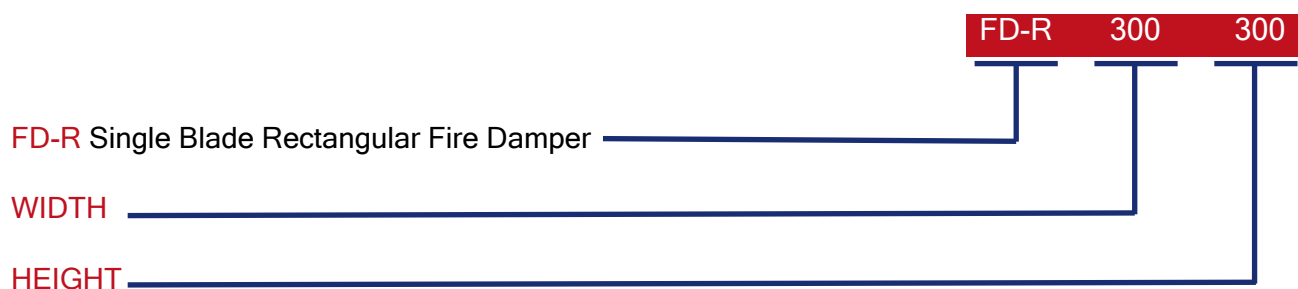 FD-R 300 300
FD-R Single Blade Rectangular Fire Damper
WIDTH
HEIGHT